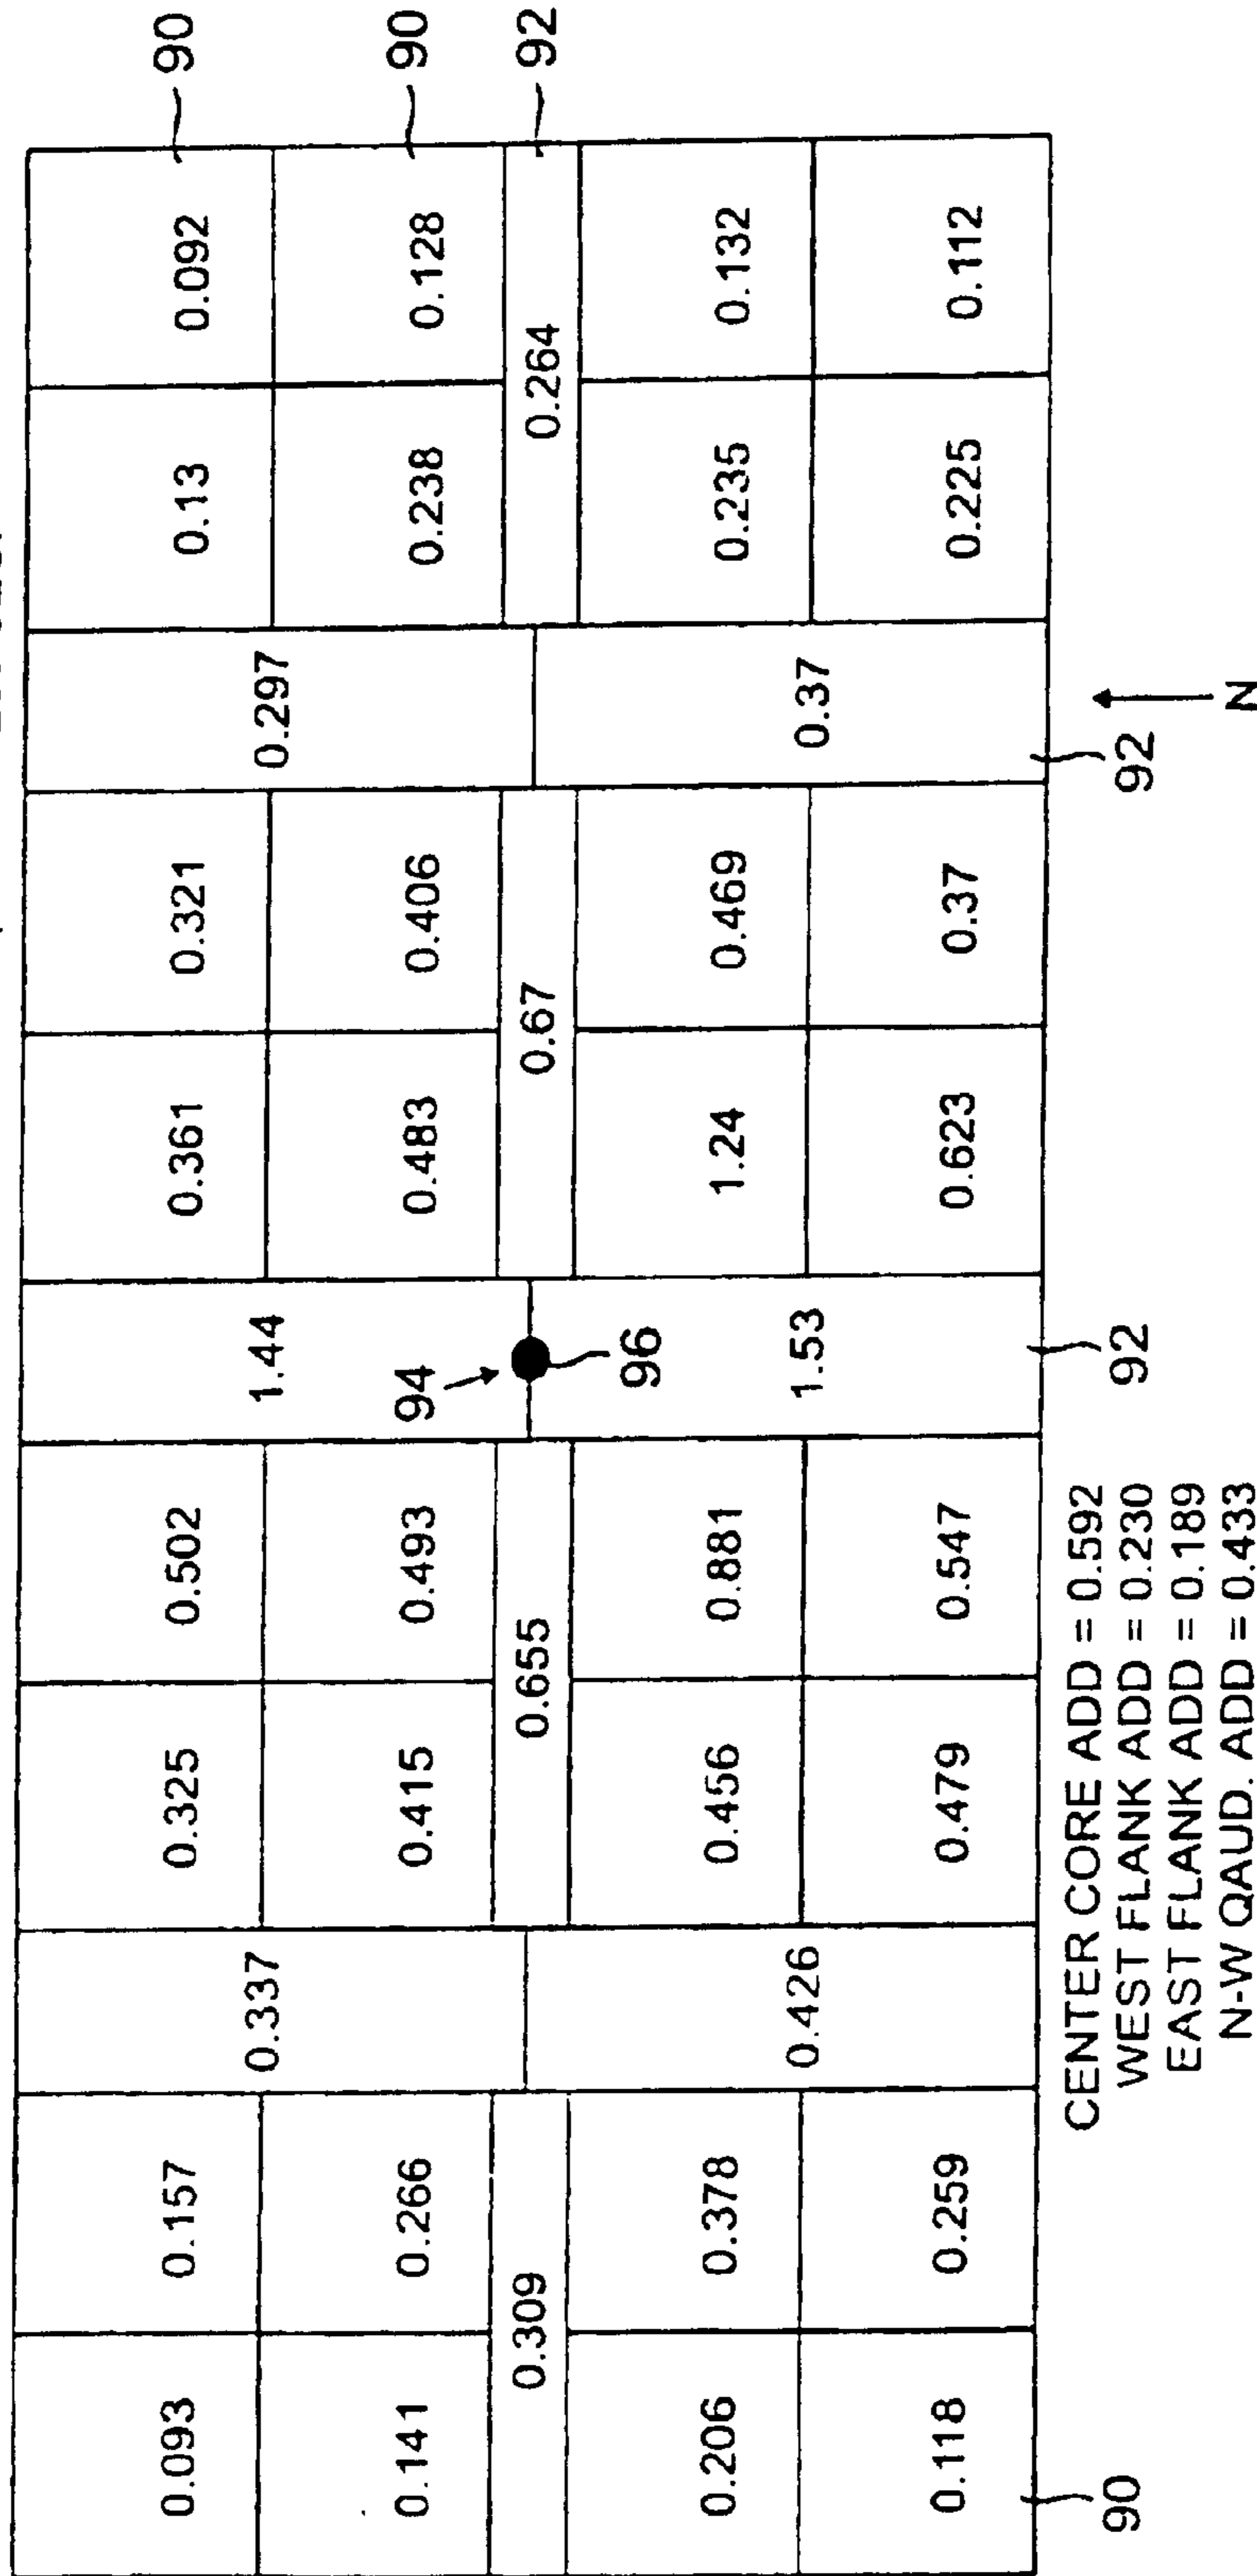 0.093 0.157 0.325 0.502 0.361 0.321 0.13 0.092 90
0.337 1.44 0.297
0.141 0.266 0.415 0.493 94 0.483 0.406 0.238 0.128 90
0.309 0.655 0.67 0.264 92
96
0.206 0.378 0.456 0.881 1.24 0.469 0.235 0.132
0.426 1.53 0.37
0.118 0.259 0.479 0.547 0.623 0.37 0.225 0.112
90 92 92
CENTER CORE ADD = 0.592
WEST FLANK ADD = 0.230
EAST FLANK ADD = 0.189
N-W QAUD. ADD = 0.433
N